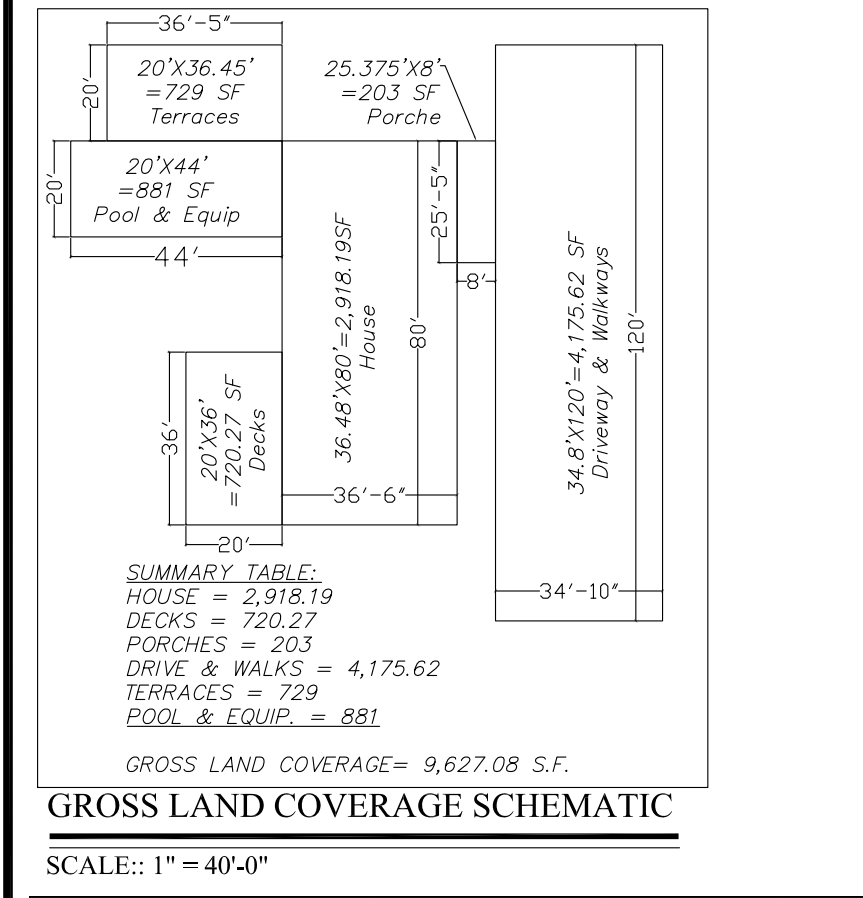 36'-5"
20'X36.45'
=729 SF
Terraces
20'
25.375'X8'
=203 SF
Porche
20'X44'
=881 SF
Pool & Equip
20'
44'
25'-5"
8'
36.48'X80'=2,918.19SF
House
80'
34.8'X120'=4,175.62 SF
Driveway & Walkways
120'
36'
20'X36'
=720.27 SF
Decks
36'-6"
20'
34'-10"
SUMMARY TABLE:
HOUSE = 2,918.19
DECKS = 720.27
PORCHES = 203
DRIVE & WALKS = 4,175.62
TERRACES = 729
POOL & EQUIP. = 881
GROSS LAND COVERAGE= 9,627.08 S.F.
GROSS LAND COVERAGE SCHEMATIC
SCALE:: 1" = 40'-0"